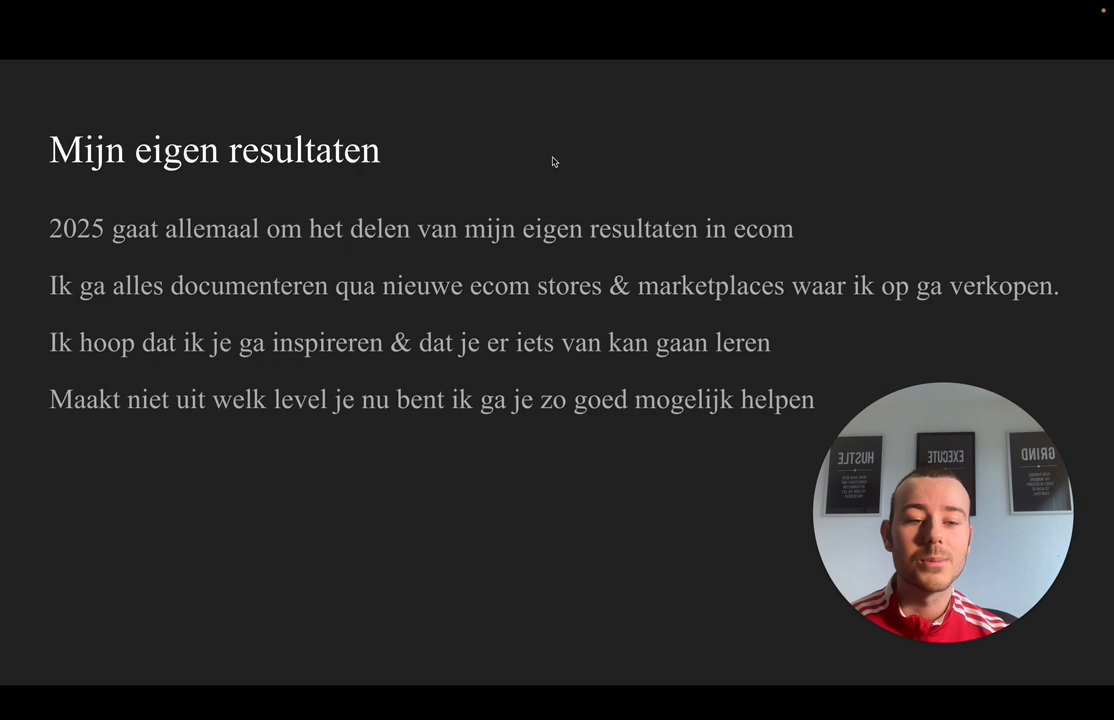 Mijn eigen resultaten
2025 gaat allemaal om het delen van mijn eigen resultaten in ecom
Ik ga alles documenteren qua nieuwe ecom stores & marketplaces waar ik op ga verkopen.
Ik hoop dat ik je ga inspireren & dat je er iets van kan gaan leren
Maakt niet uit welk level je nu bent ik ga je zo goed mogelijk helpen
HUSTLE
EXECUTE
GRIND